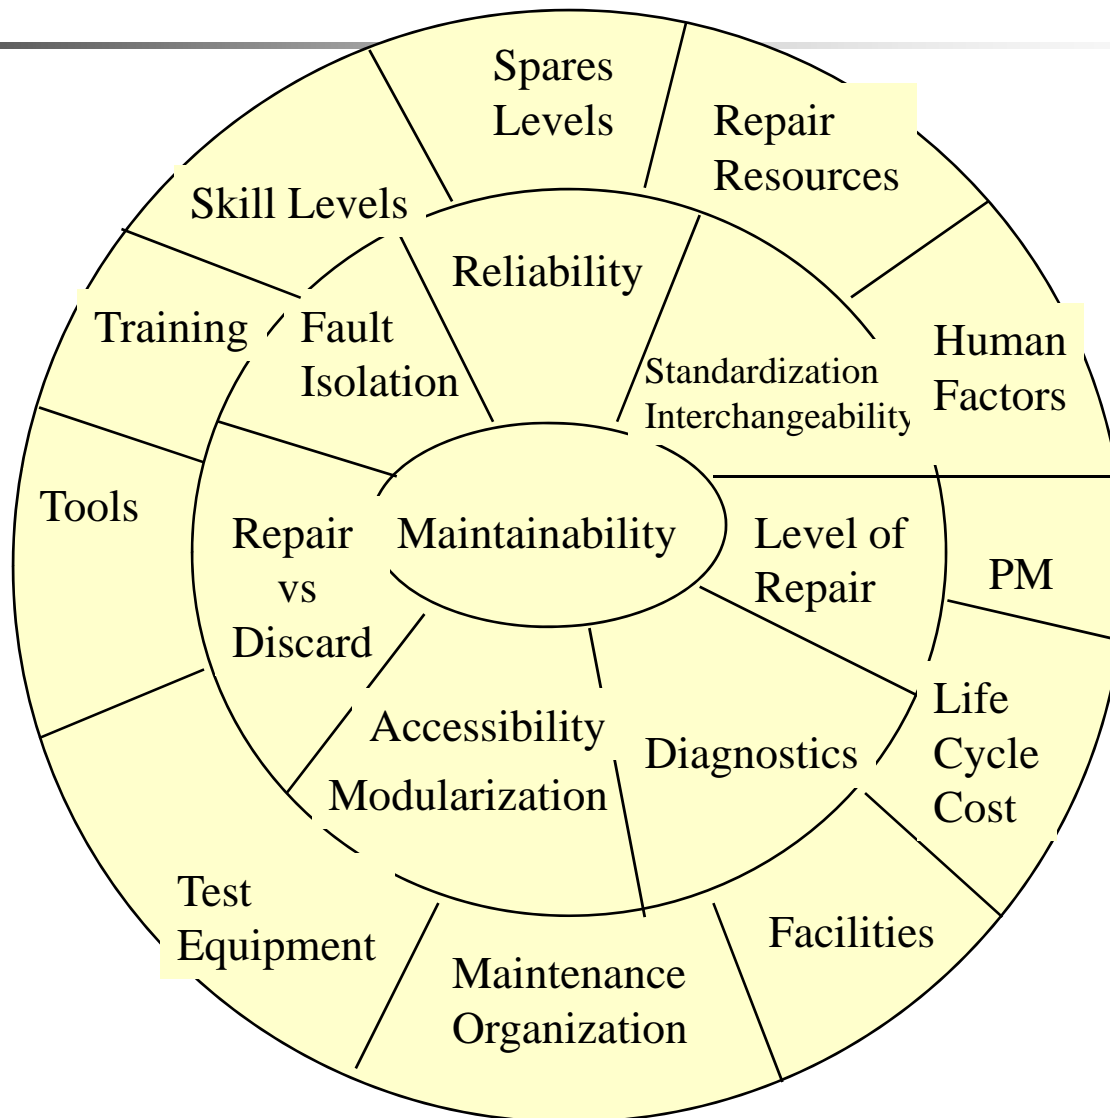 Spares
Levels
Repair
Resources
Skill Levels
Reliability
Training
Fault
Isolation
Standardization
Interchangeability
Human
Factors
Tools
Repair
vs
Discard
Maintainability
Level of
Repair
PM
Accessibility
Modularization
Diagnostics
Life
Cycle
Cost
Test
Equipment
Maintenance
Organization
Facilities